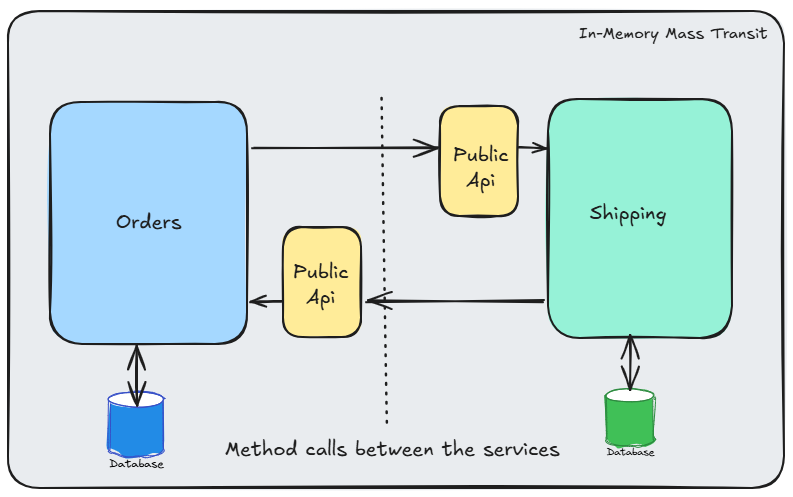 In-Memory Mass Transit
Public
Api
Orders
Shipping
Public
Api
Database
Method calls between the services
Database